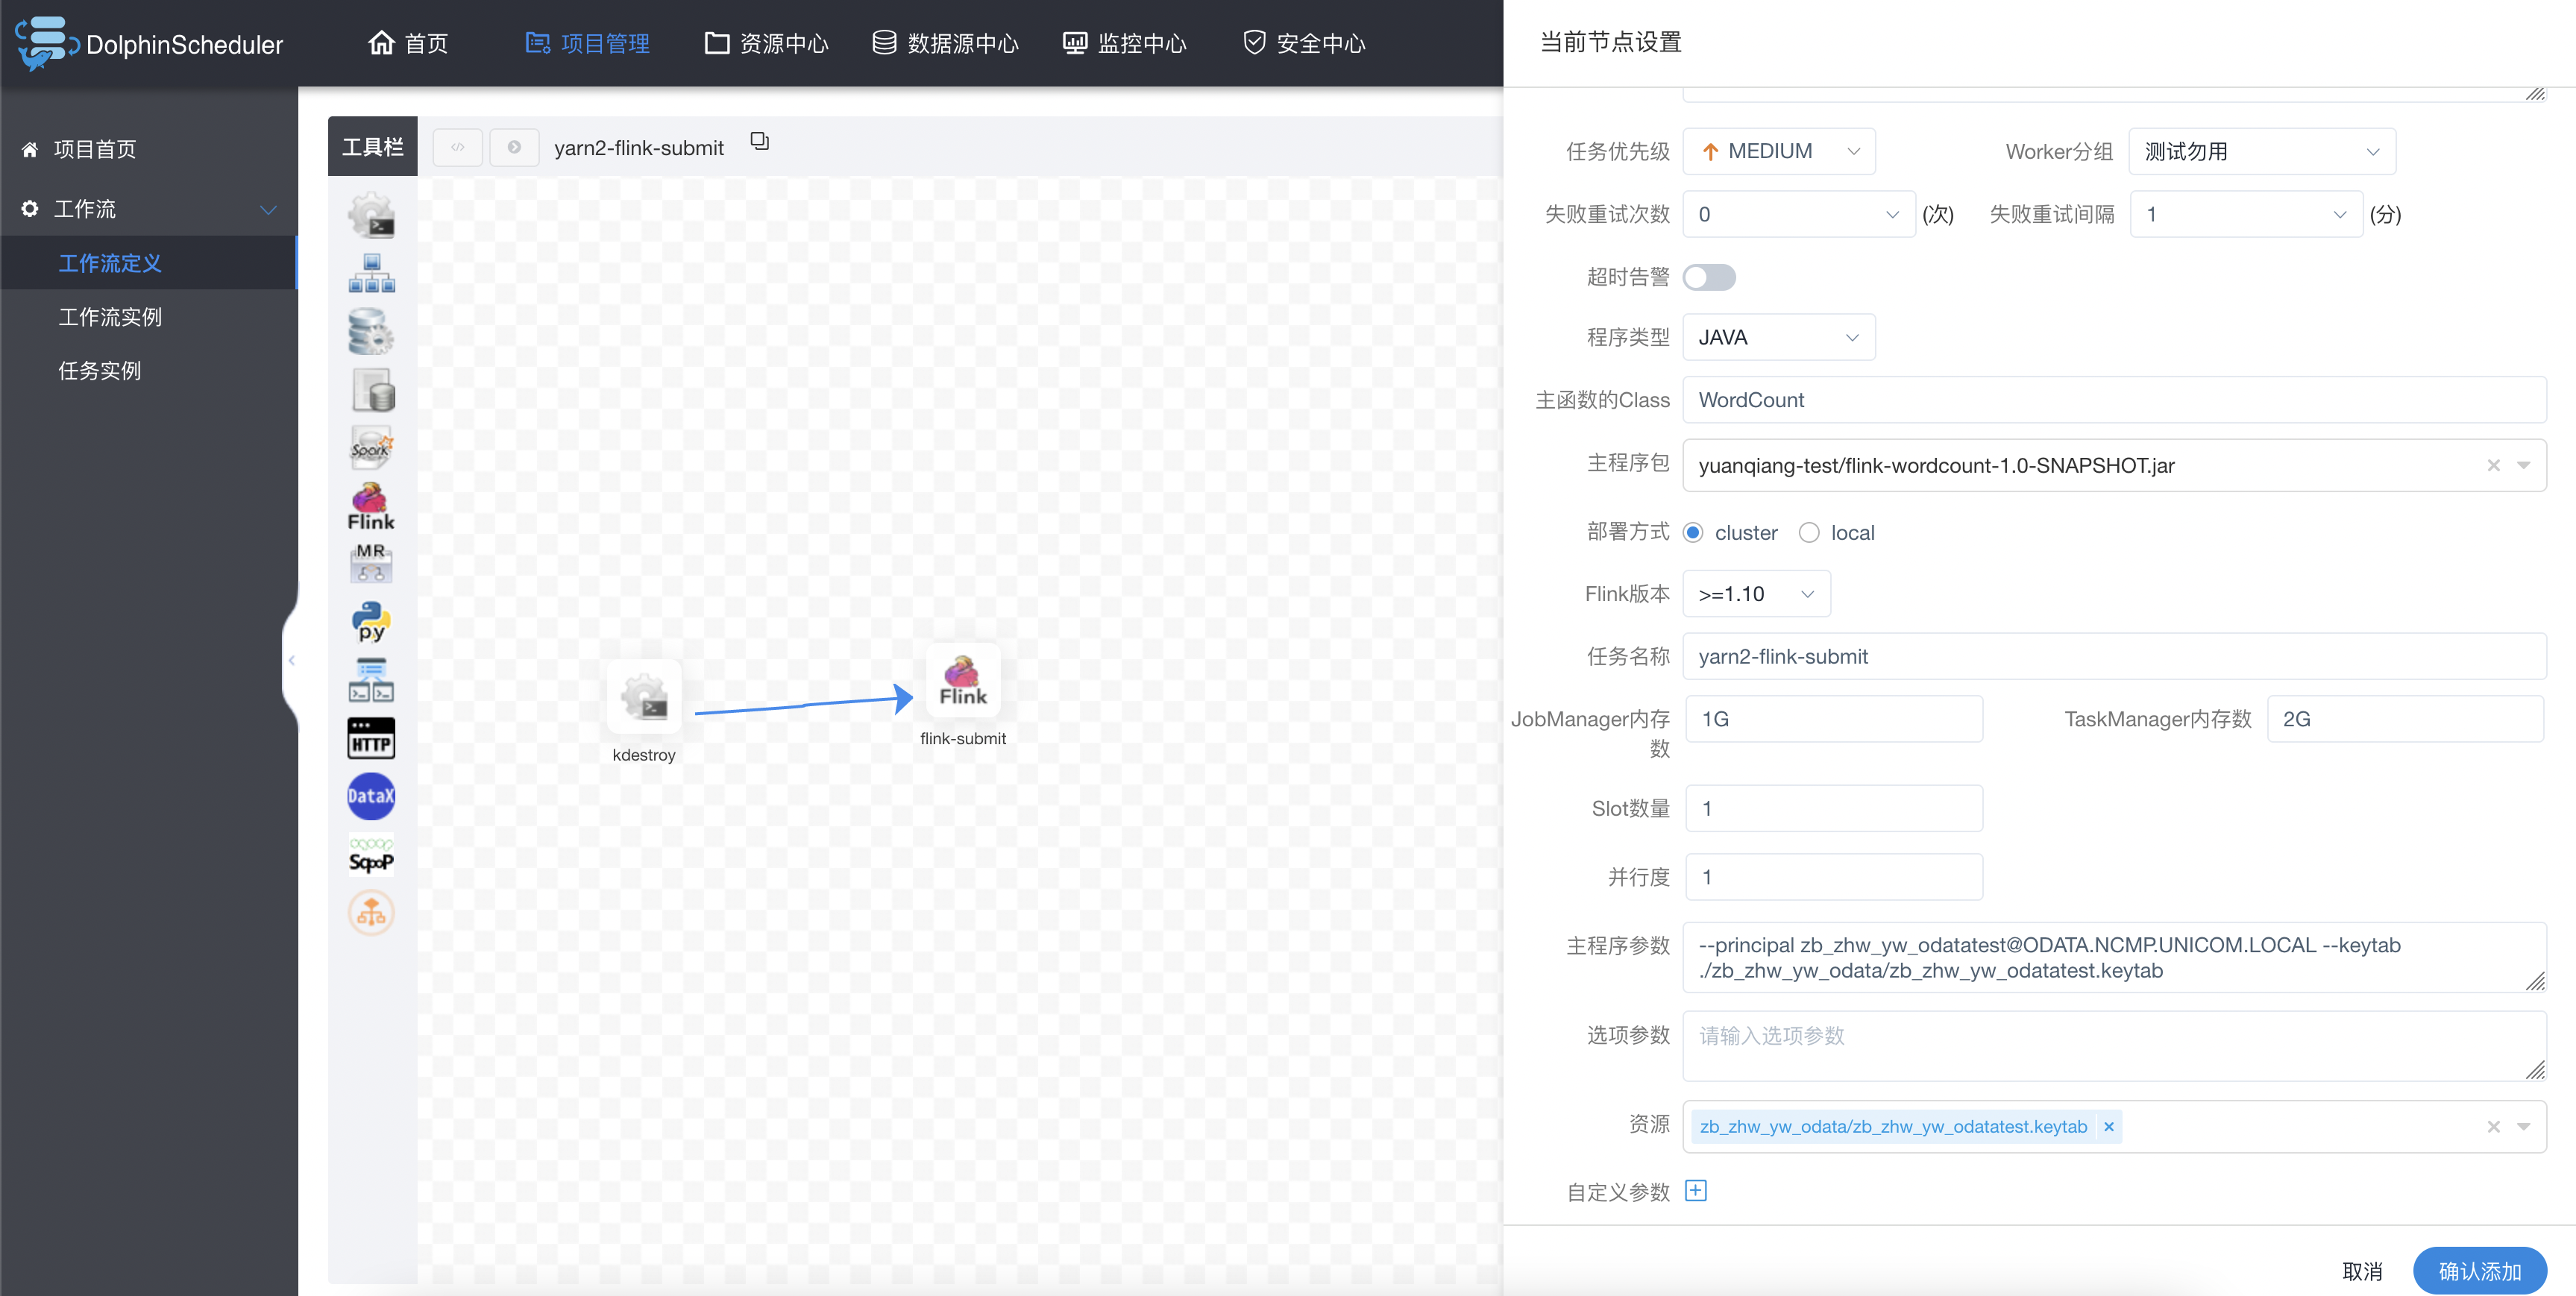 DolphinScheduler
首页
项目管理
资源中心
数据源中心
监控中心
安全中心
项目首页
工作流
工作流定义
工作流实例
任务实例
工具栏
yarn2-flink-submit
Spark
Flink
MR
py
HTTP
DataX
SqooP
kdestroy
Flink
flink-submit
当前节点设置
任务优先级 MEDIUM Worker分组 测试勿用
失败重试次数 0 (次) 失败重试间隔 1 (分)
超时告警
程序类型 JAVA
主函数的Class WordCount
主程序包 yuanqiang-test/flink-wordcount-1.0-SNAPSHOT.jar
部署方式 cluster local
Flink版本 >=1.10
任务名称 yarn2-flink-submit
JobManager内存数 1G TaskManager内存数 2G
Slot数量 1
并行度 1
主程序参数 --principal zb_zhw_yw_odatatest@ODATA.NCMP.UNICOM.LOCAL --keytab
./zb_zhw_yw_odata/zb_zhw_yw_odatatest.keytab
选项参数 请输入选项参数
资源 zb_zhw_yw_odata/zb_zhw_yw_odatatest.keytab
自定义参数
取消 确认添加